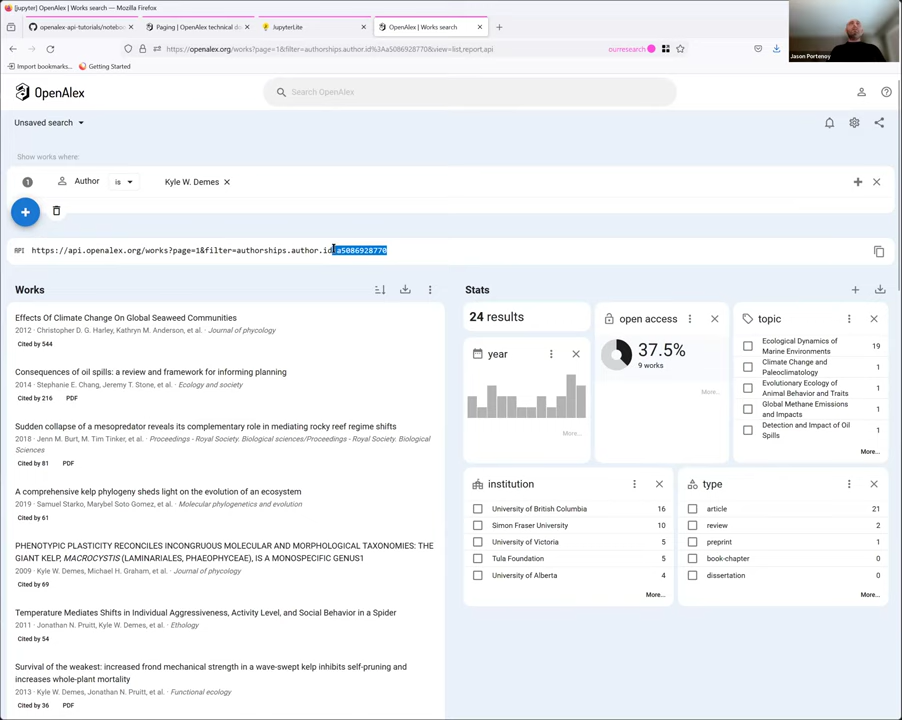 [jupyter] OpenAlex | Works search — Mozilla Firefox
openalex-api-tutorials/noteboo
Paging | OpenAlex technical do
JupyterLite
OpenAlex | Works search
https://openalex.org/works?page=1&filter=authorships.author.id%3Aa5086928770&view=list,report,api
ourresearch
Import bookmarks...
Getting Started
Jason Portenoy
OpenAlex
Search OpenAlex
Unsaved search
Show works where:
1
Author
is
Kyle W. Demes
API
https://api.openalex.org/works?page=1&filter=authorships.author.id:a5086928770
Works
Effects Of Climate Change On Global Seaweed Communities
2012 · Christopher D. G. Harley, Kathryn M. Anderson, et al. · Journal of phycology
Cited by 544
Consequences of oil spills: a review and framework for informing planning
2014 · Stephanie E. Chang, Jeremy T. Stone, et al. · Ecology and society
Cited by 216 PDF
Sudden collapse of a mesopredator reveals its complementary role in mediating rocky reef regime shifts
2018 · Jenn M. Burt, M. Tim Tinker, et al. · Proceedings - Royal Society. Biological sciences/Proceedings - Royal Society. Biological
Sciences
Cited by 81 PDF
A comprehensive kelp phylogeny sheds light on the evolution of an ecosystem
2019 · Samuel Starko, Marybel Soto Gomez, et al. · Molecular phylogenetics and evolution
Cited by 61
PHENOTYPIC PLASTICITY RECONCILES INCONGRUOUS MOLECULAR AND MORPHOLOGICAL TAXONOMIES: THE
GIANT KELP, MACROCYSTIS (LAMINARIALES, PHAEOPHYCEAE), IS A MONOSPECIFIC GENUS1
2009 · Kyle W. Demes, Michael H. Graham, et al. · Journal of phycology
Cited by 69
Temperature Mediates Shifts in Individual Aggressiveness, Activity Level, and Social Behavior in a Spider
2011 · Jonathan N. Pruitt, Kyle W. Demes, et al. · Ethology
Cited by 54
Survival of the weakest: increased frond mechanical strength in a wave-swept kelp inhibits self-pruning and
increases whole-plant mortality
2013 · Kyle W. Demes, Jonathan N. Pruitt, et al. · Functional ecology
Cited by 36 PDF
Stats
24 results
year
More...
open access
37.5%
9 works
More...
topic
Ecological Dynamics of
Marine Environments
19
Climate Change and
Paleoclimatology
1
Evolutionary Ecology of
Animal Behavior and Traits
1
Global Methane Emissions
and Impacts
1
Detection and Impact of Oil
Spills
1
More...
institution
University of British Columbia 16
Simon Fraser University 10
University of Victoria 5
Tula Foundation 5
University of Alberta 4
More...
type
article 21
review 2
preprint 1
book-chapter 0
dissertation 0
More...